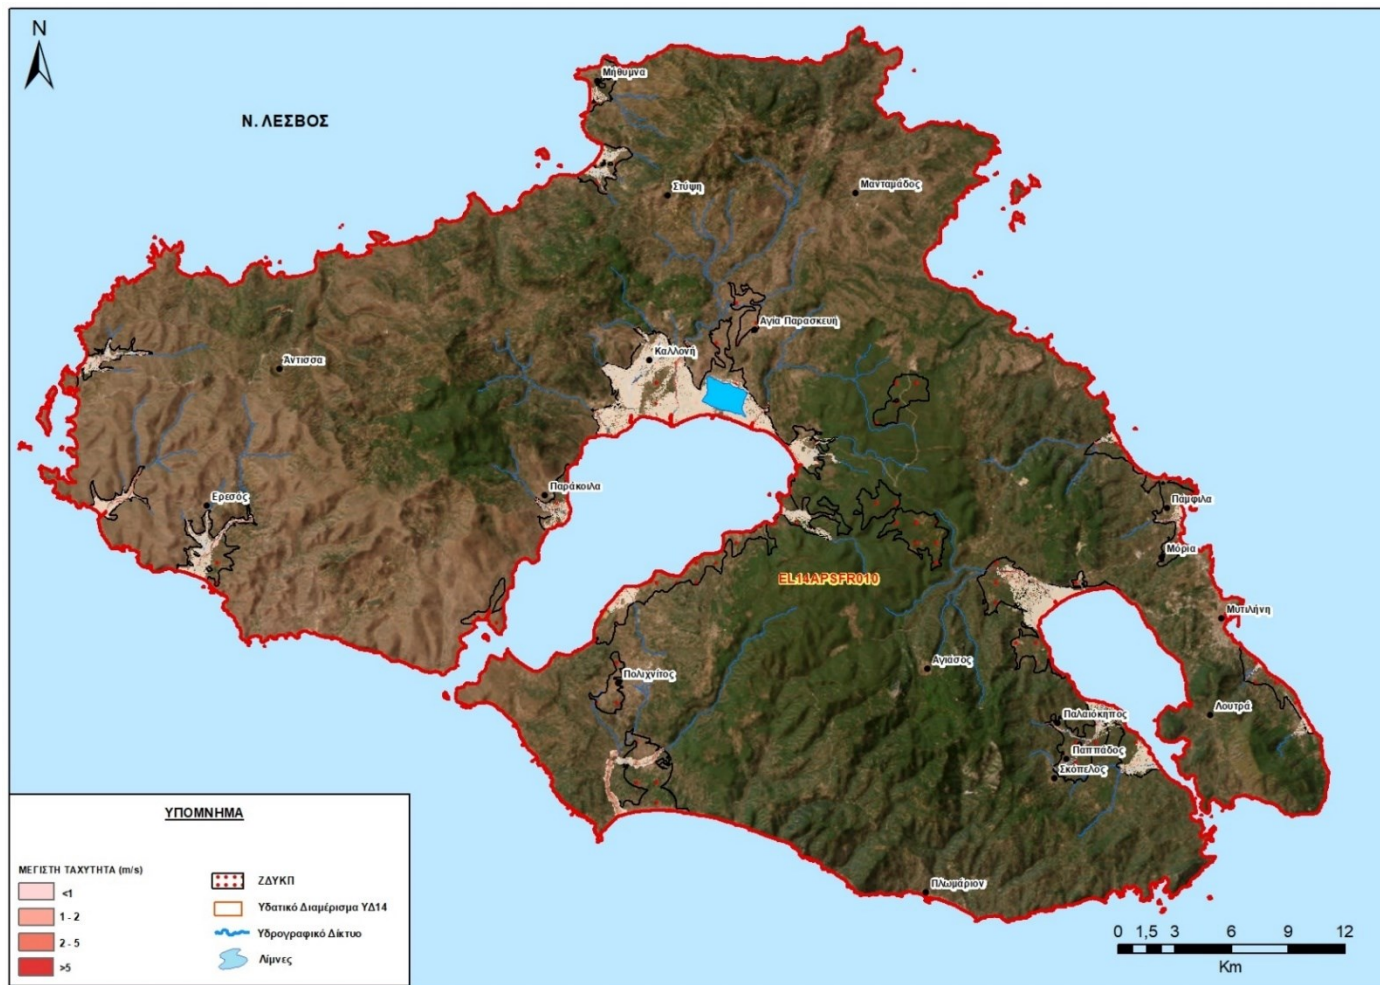 N
Ν. ΛΕΣΒΟΣ
Μήθυμνα
Στύψη
Μανταμάδος
Αγία Παρασκευή
Καλλονή
Άντισσα
Παράκοιλα
Ερεσός
Πάμφιλα
Μόρια
EL14APSFR010
Μυτιλήνη
Αγιάσος
Πολιχνίτος
Λουτρά
Παλαιόκηπος
Παππάδος
Σκόπελος
Πλωμάριον
ΥΠΟΜΝΗΜΑ
ΜΕΓΙΣΤΗ ΤΑΧΥΤΗΤΑ (m/s)
<1
1 - 2
2 - 5
>5
ΖΔΥΚΠ
Υδατικό Διαμέρισμα ΥΔ14
Υδρογραφικό Δίκτυο
Λίμνες
0 1,5 3 6 9 12
Km